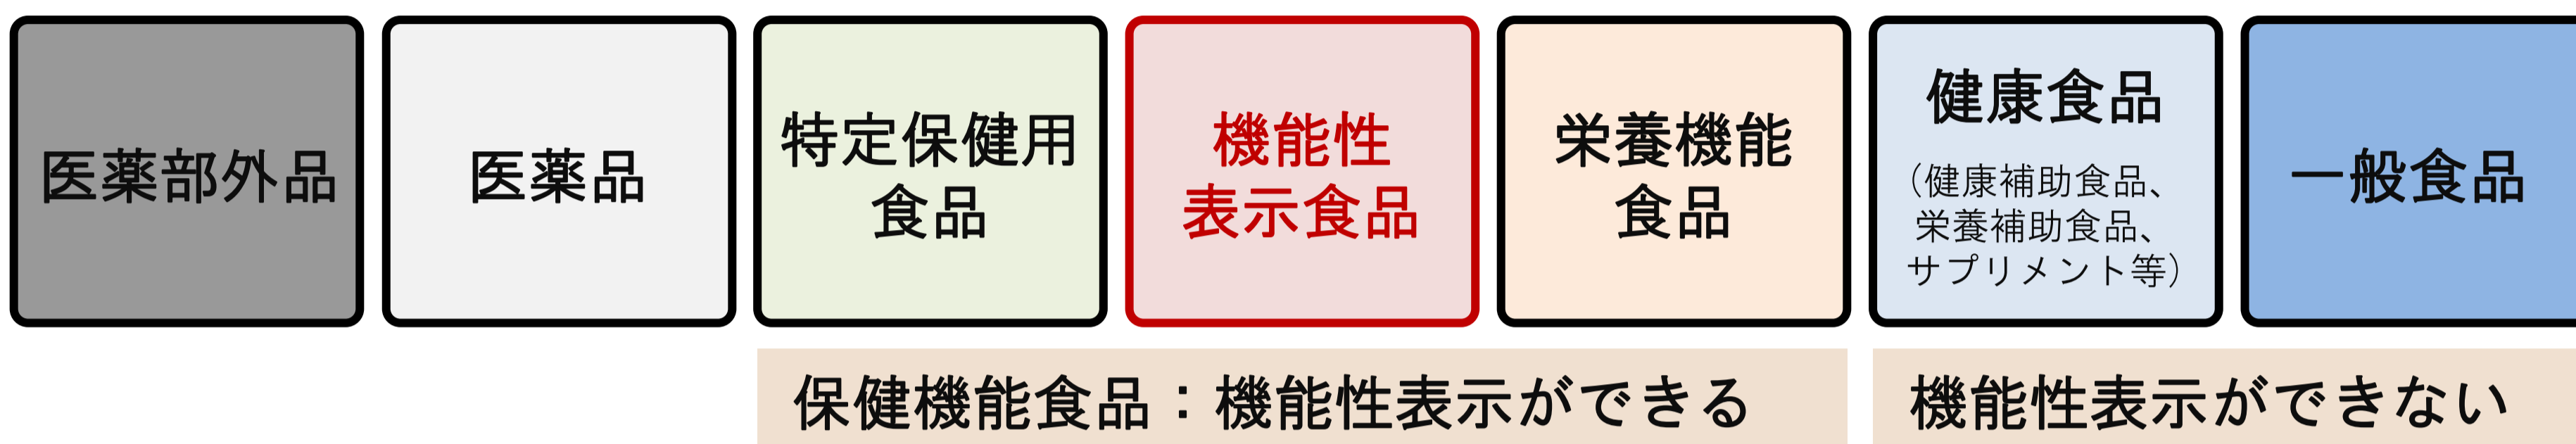 医薬部外品
医薬品
特定保健用
食品
機能性
表示食品
栄養機能
食品
健康食品
（健康補助食品、
栄養補助食品、
サプリメント等）
一般食品
保健機能食品：機能性表示ができる
機能性表示ができない